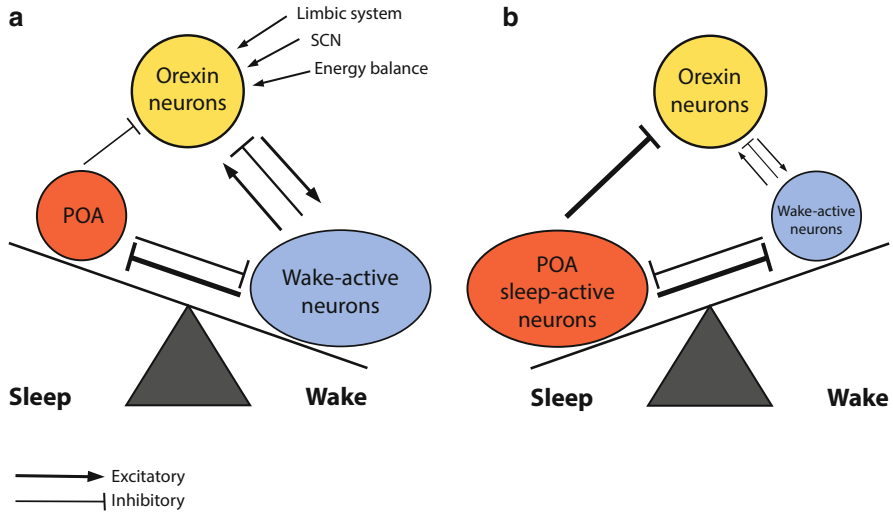 a
Limbic system
SCN
Energy balance
Orexin
neurons
POA
Wake-active
neurons
Sleep
Wake
b
Orexin
neurons
Wake-active
neurons
POA
sleep-active
neurons
Sleep
Wake
Excitatory
Inhibitory